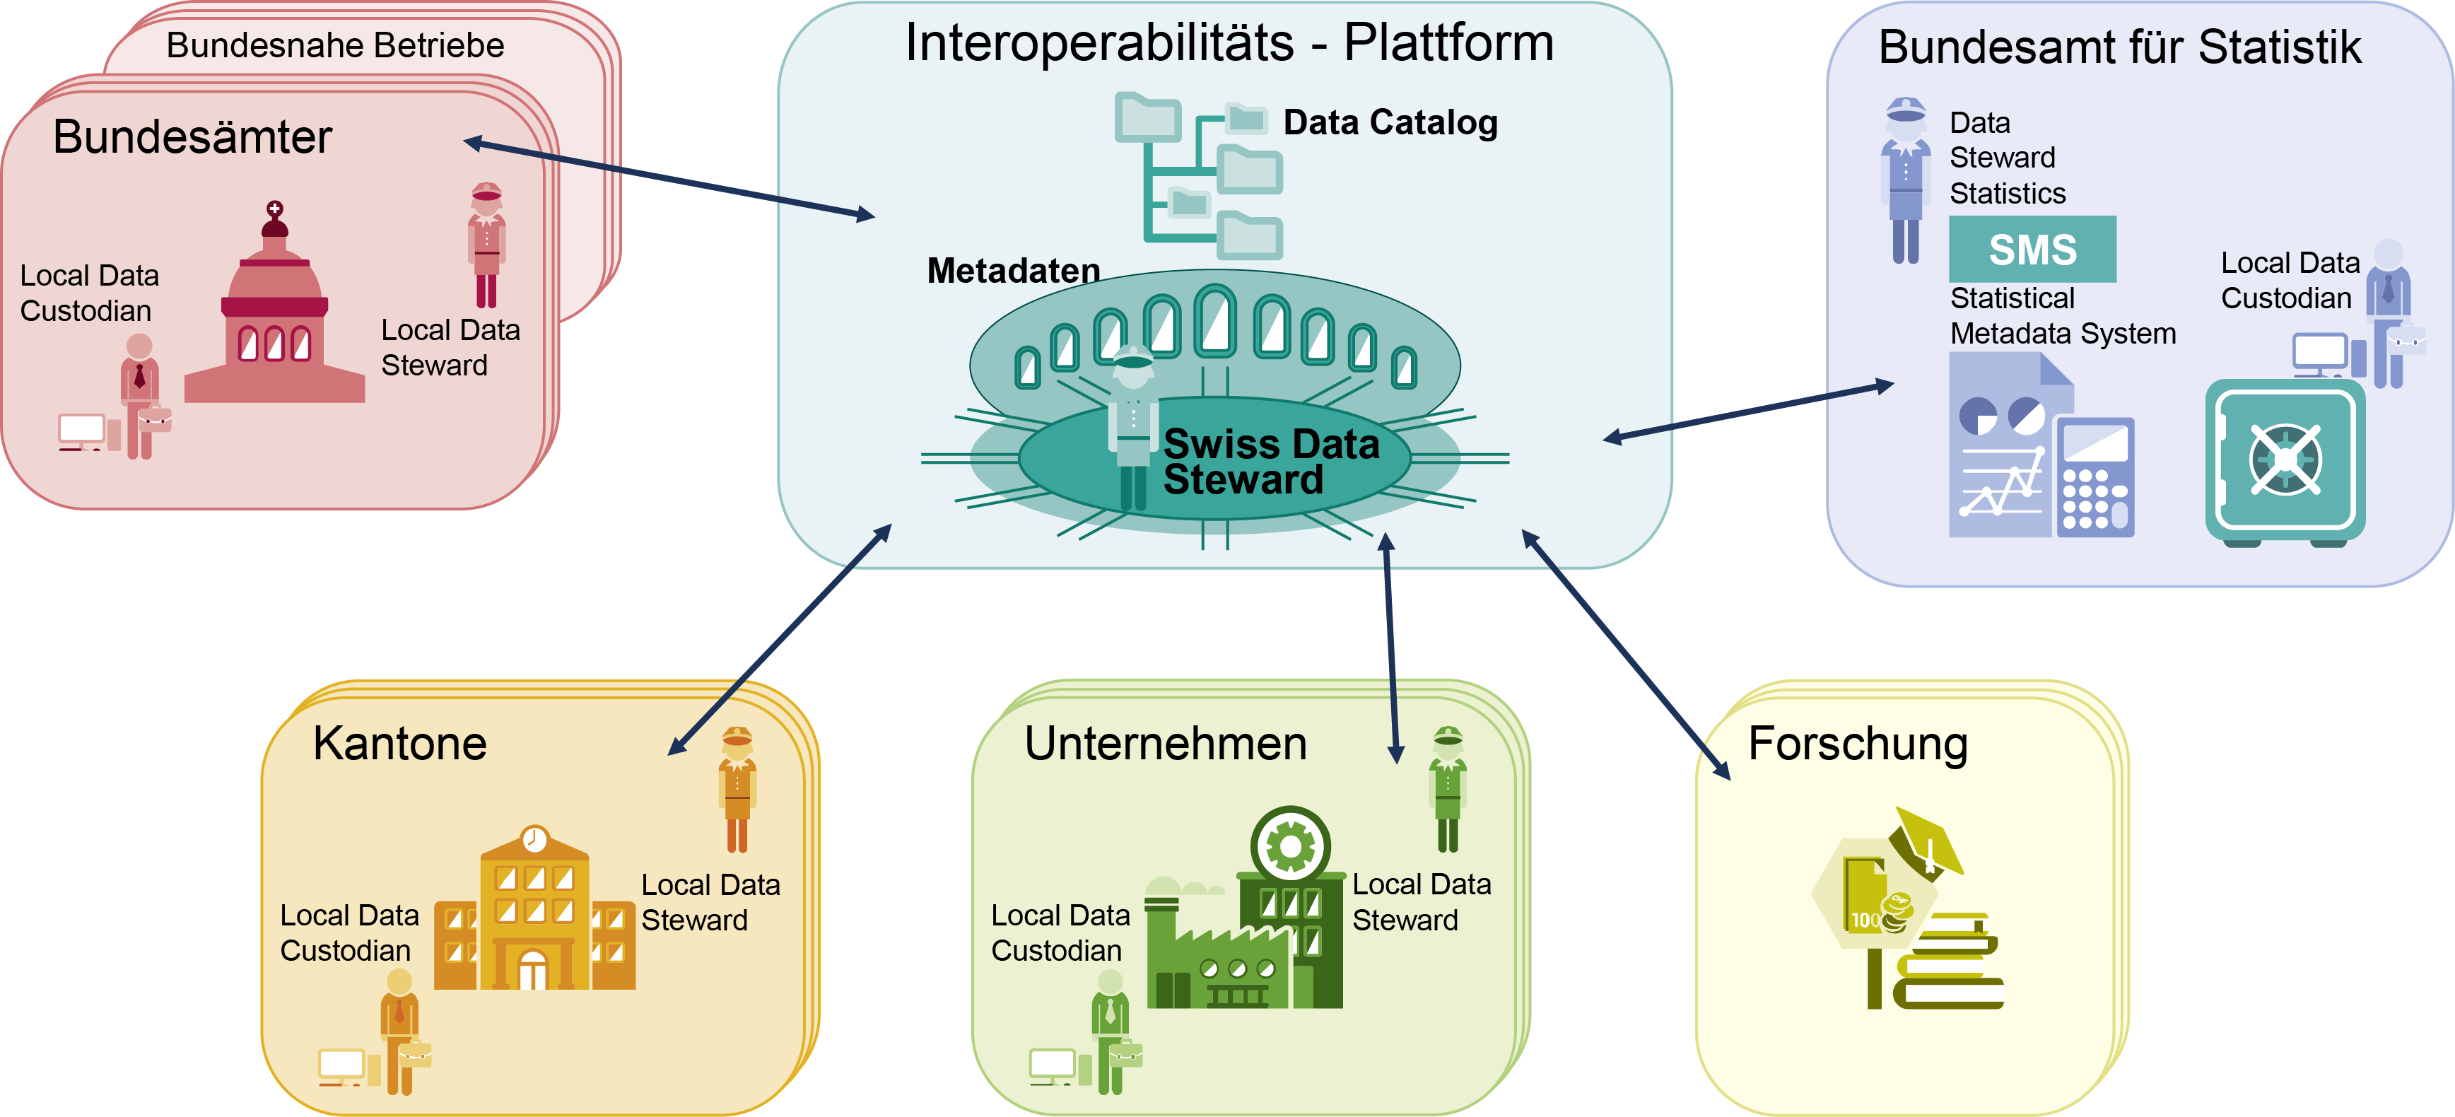 Bundesnahe Betriebe
Bundesämter
Local Data
Custodian
Local Data
Steward
Interoperabilitäts - Plattform
Data Catalog
Metadaten
Swiss Data
Steward
Bundesamt für Statistik
Data
Steward
Statistics
SMS
Statistical
Metadata System
Local Data
Custodian
Kantone
Local Data
Custodian
Local Data
Steward
Unternehmen
Local Data
Custodian
Local Data
Steward
Forschung
CHF
100